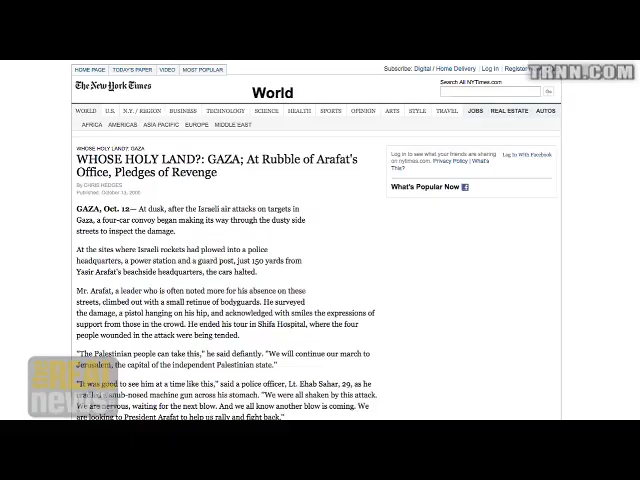 HOME PAGE TODAY'S PAPER VIDEO MOST POPULAR
Subscribe: Digital / Home Delivery Log In
TRNN.COM
The New York Times
World
Search All NYTimes.com
Go
WORLD U.S. N.Y. / REGION BUSINESS TECHNOLOGY SCIENCE HEALTH SPORTS OPINION ARTS STYLE TRAVEL JOBS REAL ESTATE AUTOS
AFRICA AMERICAS ASIA PACIFIC EUROPE MIDDLE EAST
WHOSE HOLY LAND?: GAZA
WHOSE HOLY LAND?: GAZA; At Rubble of Arafat's
Office, Pledges of Revenge
By CHRIS HEDGES
Published: October 13, 2000
Log in to see what your friends are sharing
on nytimes.com. Privacy Policy | What's
This?
Log In With Facebook
What's Popular Now
GAZA, Oct. 12— At dusk, after the Israeli air attacks on targets in
Gaza, a four-car convoy began making its way through the dusty side
streets to inspect the damage.
At the sites where Israeli rockets had plowed into a police
headquarters, a power station and a guard post, just 150 yards from
Yasir Arafat's beachside headquarters, the cars halted.
Mr. Arafat, a leader who is often noted more for his absence on these
streets, climbed out with a small retinue of bodyguards. He surveyed
the damage, a pistol hanging on his hip, and acknowledged with smiles the expressions of
support from those in the crowd. He ended his tour in Shifa Hospital, where the four
people wounded in the attack were being tended.
"The Palestinian people can take this," he said defiantly. "We will continue our march to
Jerusalem, the capital of the independent Palestinian state."
"It was good to see him at a time like this," said a police officer, Lt. Ehab Sahar, 29, as he
cradled a snub-nosed machine gun across his stomach. "We were all shaken by this attack.
We are nervous, waiting for the next blow. And we all know another blow is coming. We
are looking to President Arafat to help us rally and fight back."
the REAL
news